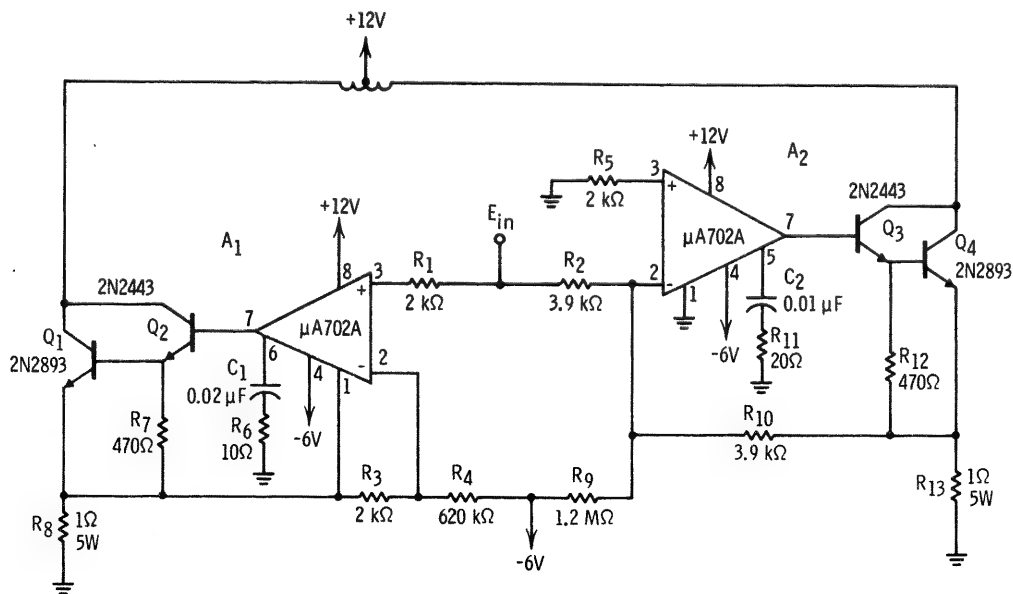 +12V
A₁
+12V
8
3
+
R₁
2 kΩ
Eᵢₙ
R₂
3.9 kΩ
R₅
2 kΩ
3
+
+12V
8
A₂
μA702A
7
2
-
1
4
-6V
5
C₂
0.01 μF
R₁₁
20Ω
2N2443
Q₃
Q₄
2N2893
R₁₂
470Ω
2N2443
Q₂
Q₁
2N2893
7
μA702A
6
C₁
0.02 μF
R₆
10Ω
4
-6V
1
2
-
R₇
470Ω
R₁₀
3.9 kΩ
R₈
1Ω
5W
R₃
2 kΩ
R₄
620 kΩ
-6V
R₉
1.2 MΩ
R₁₃
1Ω
5W